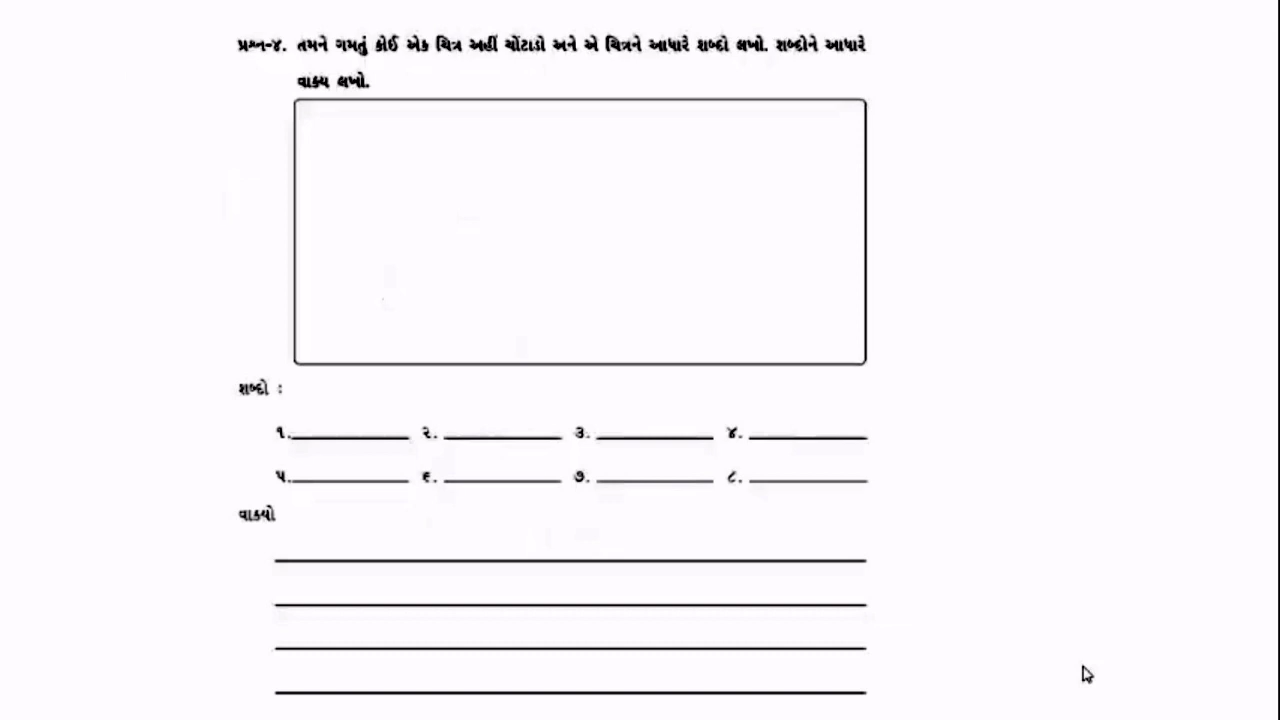 પ્રશ્ન-૪. તમને ગમતું કોઈ એક ચિત્ર અહીં ચોંટાડો અને એ ચિત્રને આધારે શબ્દો લખો. શબ્દોને આધારે
વાક્ય લખો.
શબ્દો :
૧. ૨. ૩. ૪.
૫. ૬. ૭. ૮.
વાક્યો